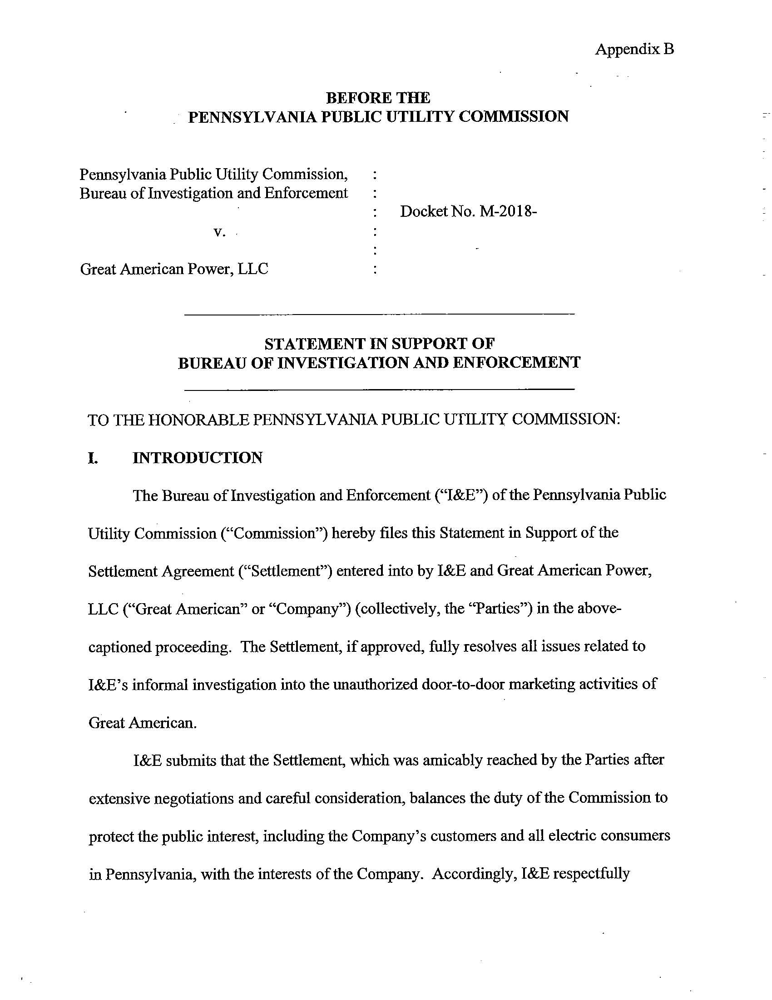 Appendix B
BEFORE THE
PENNSYLVANIA PUBLIC UTILITY COMMISSION
Pennsylvania Public Utility Commission, :
Bureau of Investigation and Enforcement :
: Docket No. M-2018-
v. :
:
Great American Power, LLC :
STATEMENT IN SUPPORT OF
BUREAU OF INVESTIGATION AND ENFORCEMENT
TO THE HONORABLE PENNSYLVANIA PUBLIC UTILITY COMMISSION:
I. INTRODUCTION
The Bureau of Investigation and Enforcement (“I&E”) of the Pennsylvania Public
Utility Commission (“Commission”) hereby files this Statement in Support of the
Settlement Agreement (“Settlement”) entered into by I&E and Great American Power,
LLC (“Great American” or “Company”) (collectively, the “Parties”) in the above-
captioned proceeding. The Settlement, if approved, fully resolves all issues related to
I&E’s informal investigation into the unauthorized door-to-door marketing activities of
Great American.
I&E submits that the Settlement, which was amicably reached by the Parties after
extensive negotiations and careful consideration, balances the duty of the Commission to
protect the public interest, including the Company’s customers and all electric consumers
in Pennsylvania, with the interests of the Company. Accordingly, I&E respectfully